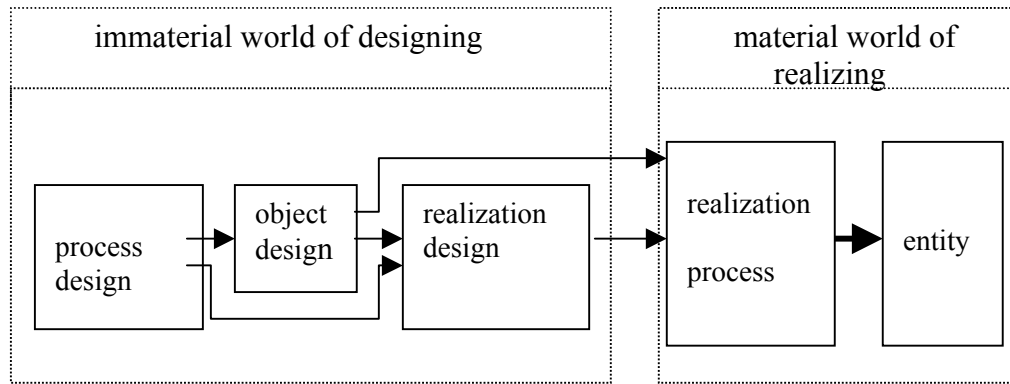 immaterial world of designing
material world of
realizing
process
design
object
design
realization
design
realization
process
entity